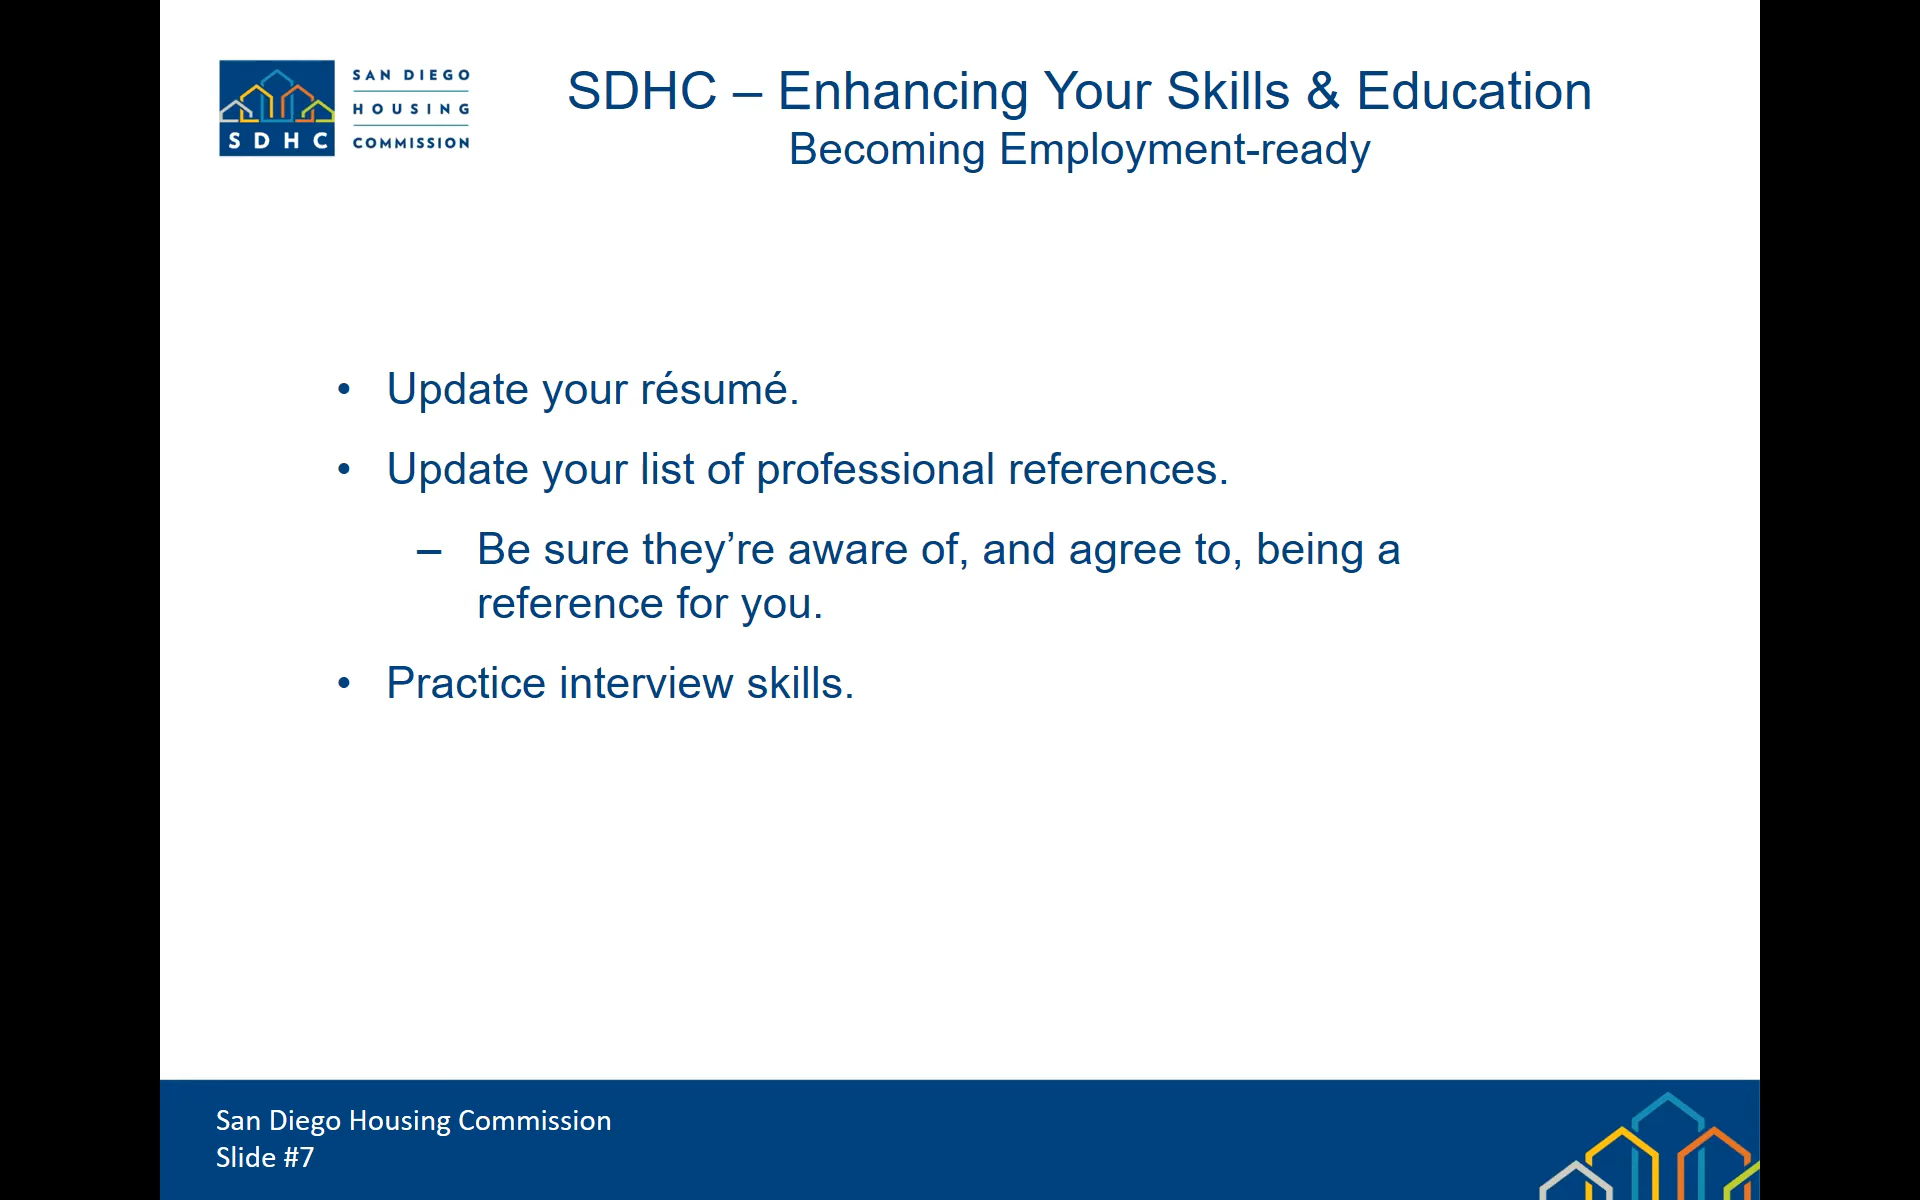 SAN DIEGO
HOUSING
COMMISSION
SDHC
SDHC – Enhancing Your Skills & Education
Becoming Employment-ready
• Update your résumé.
• Update your list of professional references.
– Be sure they’re aware of, and agree to, being a
reference for you.
• Practice interview skills.
San Diego Housing Commission
Slide #7